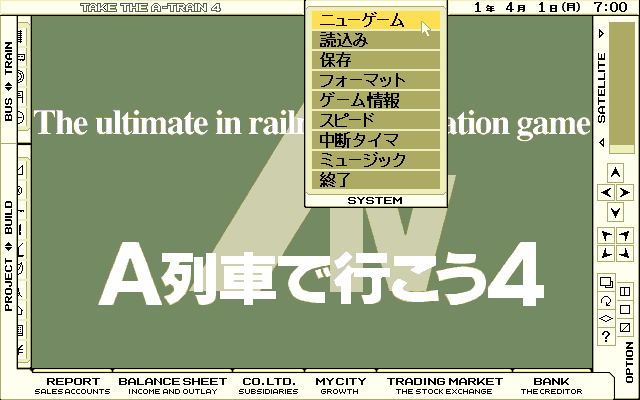 TAKE THE A-TRAIN 4
1年 4月 1日(月) 7:00
ニューゲーム
読込み
保存
フォーマット
ゲーム情報
スピード
中断タイマ
ミュージック
終了
SYSTEM
BUS ◆ TRAIN
PROJECT ◆ BUILD
SATELLITE
OPTION
?
The ultimate in railr
ation game
A列車で行こう4
REPORT
SALES ACCOUNTS
BALANCE SHEET
INCOME AND OUTLAY
CO.LTD.
SUBSIDIARIES
MYCITY
GROWTH
TRADING MARKET
THE STOCK EXCHANGE
BANK
THE CREDITOR